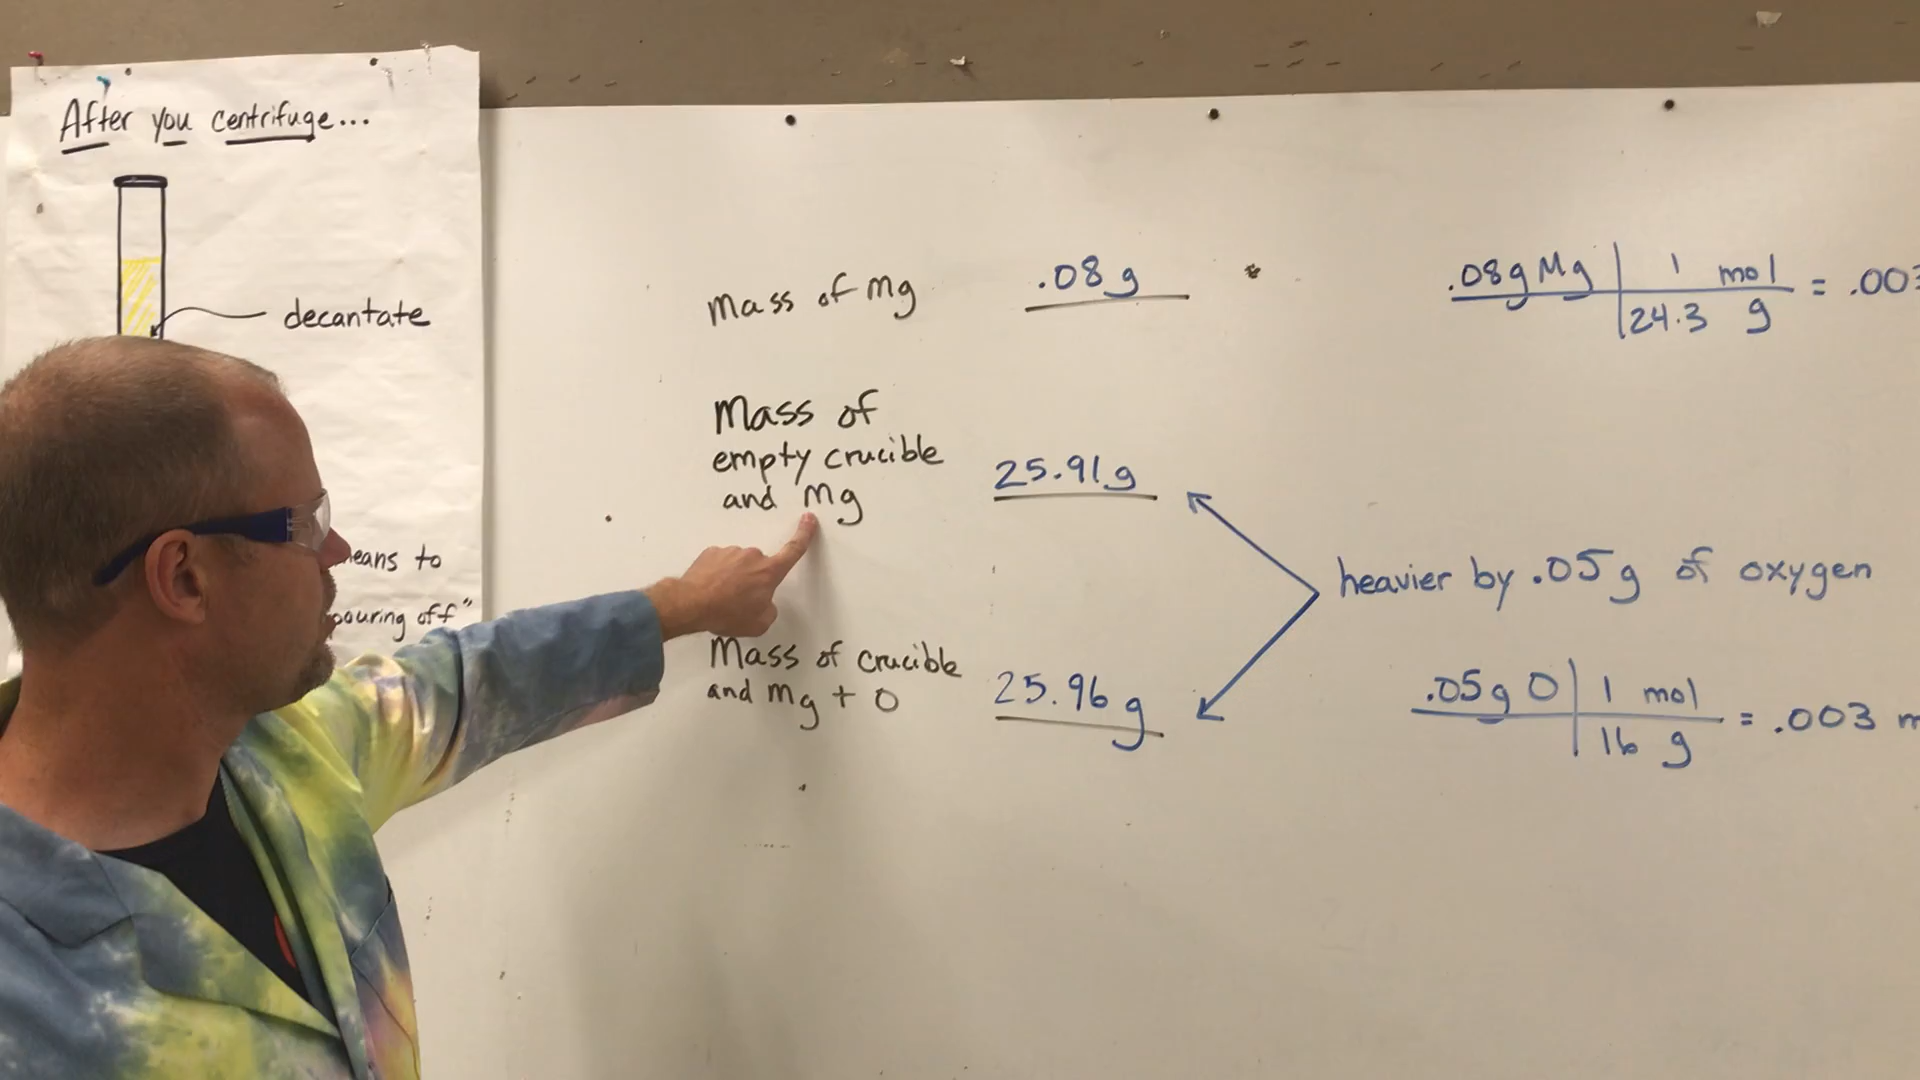 After you centrifuge...
decantate
means to
pouring off"
mass of Mg .08 g
Mass of
empty crucible
and Mg
25.91g
Mass of crucible
and Mg + O
25.96 g
.08g Mg 1 mol
24.3 g
= .003
heavier by .05g of oxygen
.05g O 1 mol
16 g
= .003 m